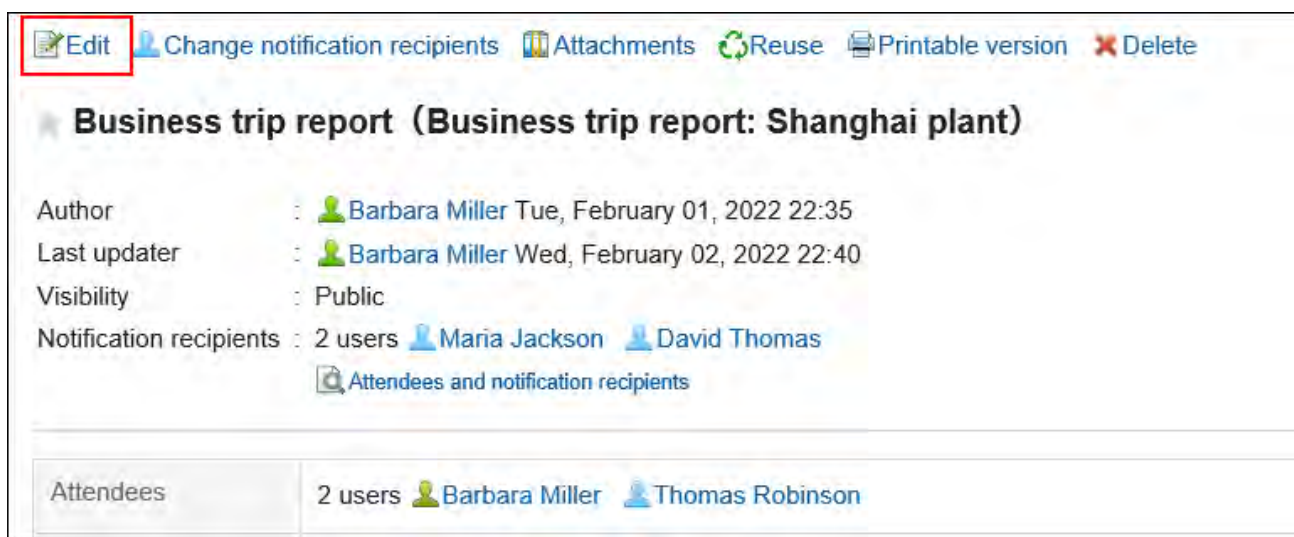 Edit Change notification recipients Attachments Reuse Printable version Delete
Business trip report（Business trip report: Shanghai plant）
Author : Barbara Miller Tue, February 01, 2022 22:35
Last updater : Barbara Miller Wed, February 02, 2022 22:40
Visibility : Public
Notification recipients : 2 users Maria Jackson David Thomas
Attendees and notification recipients
Attendees 2 users Barbara Miller Thomas Robinson